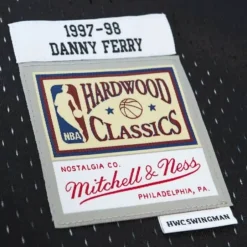 1997-98
DANNY FERRY
HARDWOOD
NBA
CLASSICS
NOSTALGIA CO.
Mitchell & Ness
PHILADELPHIA, PA.
HWC SWINGMAN